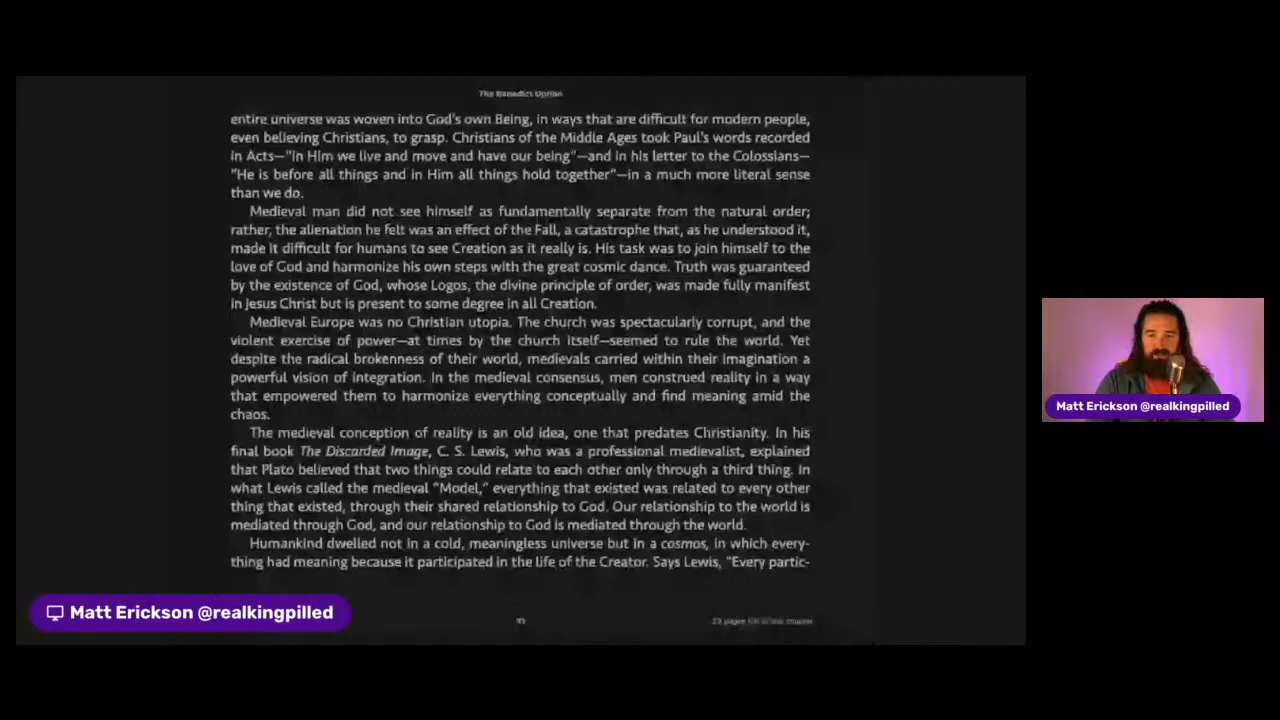 The Benedict Option
entire universe was woven into God's own Being, in ways that are difficult for modern people,
even believing Christians, to grasp. Christians of the Middle Ages took Paul's words recorded
in Acts—"in Him we live and move and have our being"—and in his letter to the Colossians—
"He is before all things and in Him all things hold together"—in a much more literal sense
than we do.
Medieval man did not see himself as fundamentally separate from the natural order;
rather, the alienation he felt was an effect of the Fall, a catastrophe that, as he understood it,
made it difficult for humans to see Creation as it really is. His task was to join himself to the
love of God and harmonize his own steps with the great cosmic dance. Truth was guaranteed
by the existence of God, whose Logos, the divine principle of order, was made fully manifest
in Jesus Christ but is present to some degree in all Creation.
Medieval Europe was no Christian utopia. The church was spectacularly corrupt, and the
violent exercise of power—at times by the church itself—seemed to rule the world. Yet
despite the radical brokenness of their world, medievals carried within their imagination a
powerful vision of integration. In the medieval consensus, men construed reality in a way
that empowered them to harmonize everything conceptually and find meaning amid the
chaos.
The medieval conception of reality is an old idea, one that predates Christianity. In his
final book The Discarded Image, C. S. Lewis, who was a professional medievalist, explained
that Plato believed that two things could relate to each other only through a third thing. In
what Lewis called the medieval "Model," everything that existed was related to every other
thing that existed, through their shared relationship to God. Our relationship to the world is
mediated through God, and our relationship to God is mediated through the world.
Humankind dwelled not in a cold, meaningless universe but in a cosmos, in which every-
thing had meaning because it participated in the life of the Creator. Says Lewis, "Every partic-
23 pages left in this chapter
Matt Erickson @realkingpilled
Matt Erickson @realkingpilled